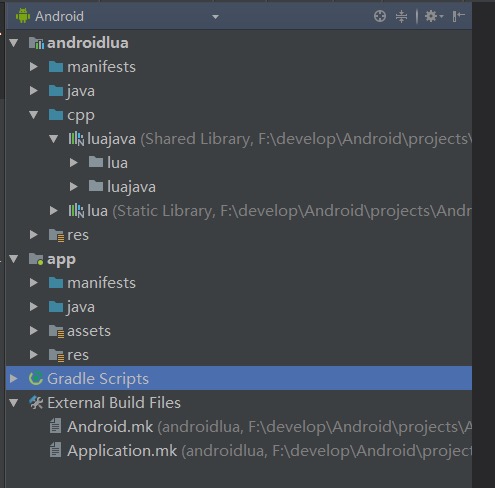 Android
androidlua
manifests
java
cpp
luajava (Shared Library, F:\develop\Android\projects\
lua
luajava
lua (Static Library, F:\develop\Android\projects\Andr
res
app
manifests
java
assets
res
Gradle Scripts
External Build Files
Android.mk (androidlua, F:\develop\Android\projects\A
Application.mk (androidlua, F:\develop\Android\project